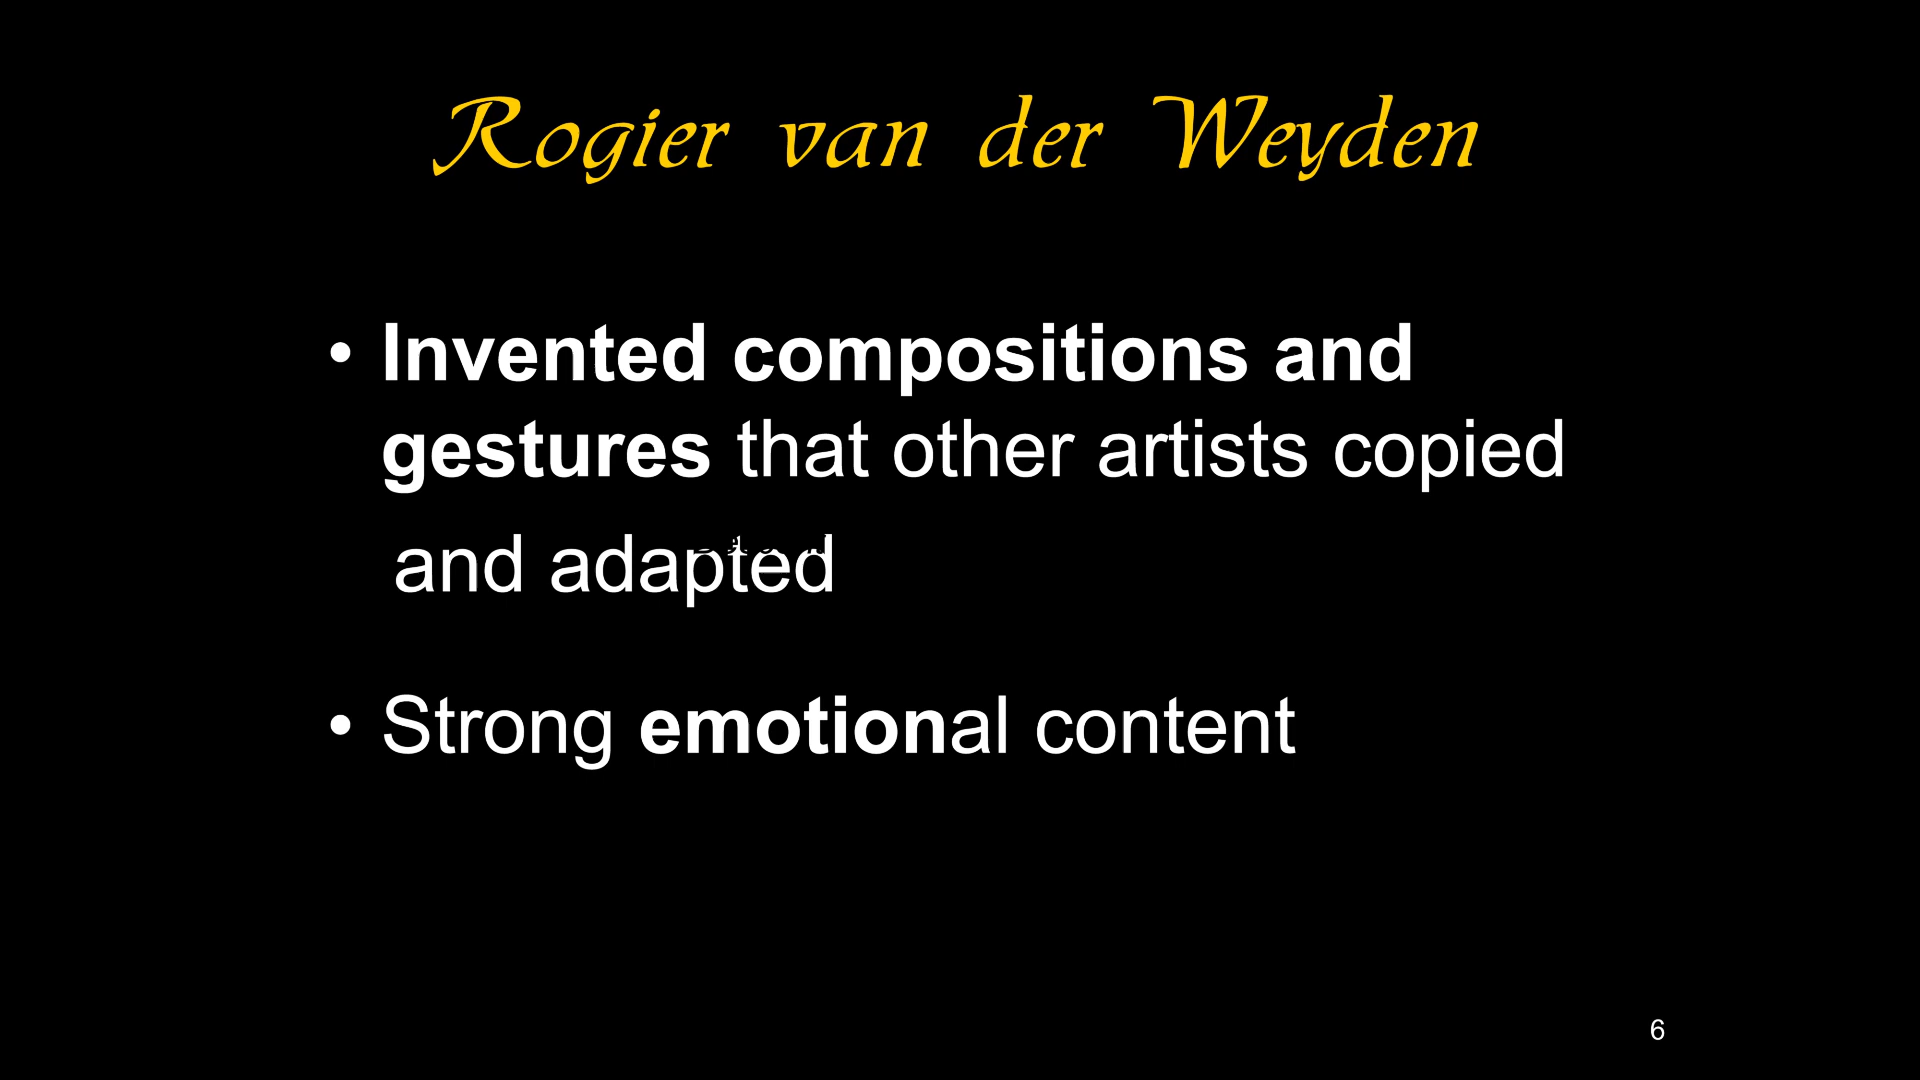 Rogier van der Weyden
• Invented compositions and
gestures that other artists copied
and adapted
• Strong emotional content
6